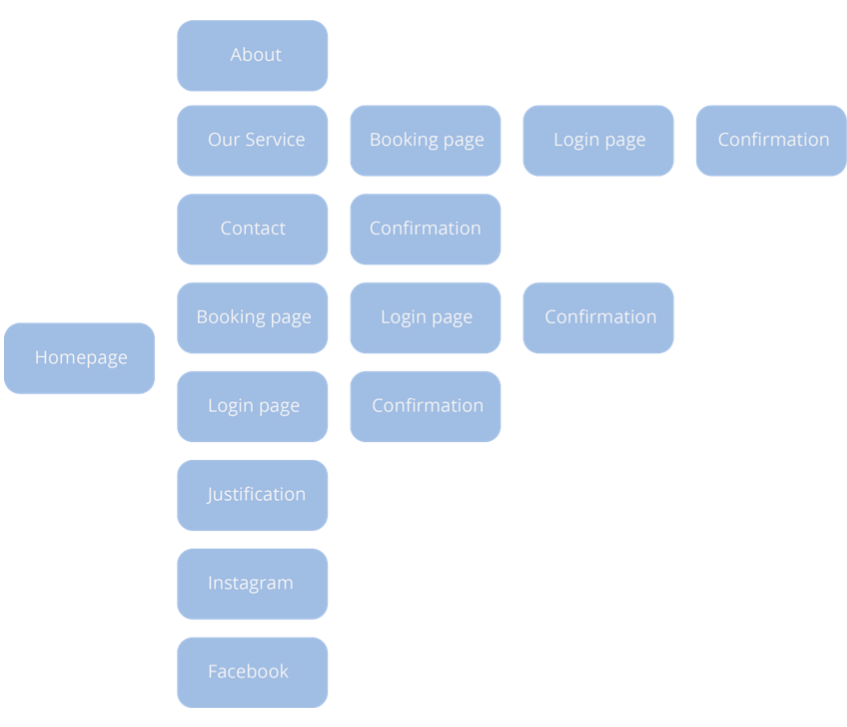 About
Our Service
Booking page
Login page
Confirmation
Contact
Confirmation
Booking page
Login page
Confirmation
Homepage
Login page
Confirmation
Justification
Instagram
Facebook